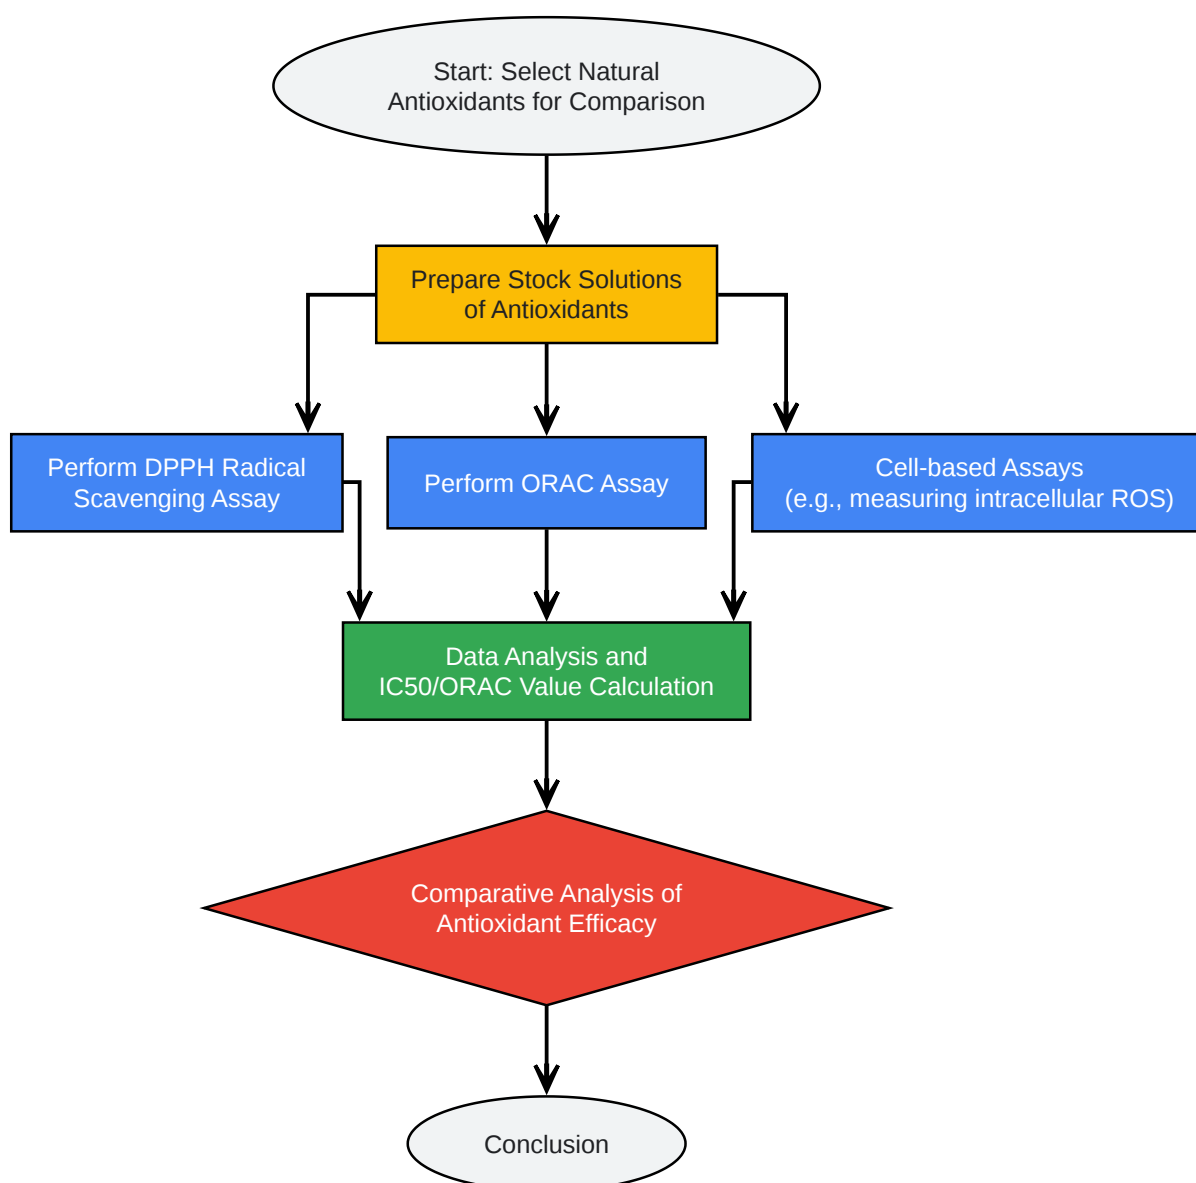 Start: Select Natural
Antioxidants for Comparison
Prepare Stock Solutions
of Antioxidants
Perform DPPH Radical
Scavenging Assay
Perform ORAC Assay
Cell-based Assays
(e.g., measuring intracellular ROS)
Data Analysis and
IC50/ORAC Value Calculation
Comparative Analysis of
Antioxidant Efficacy
Conclusion